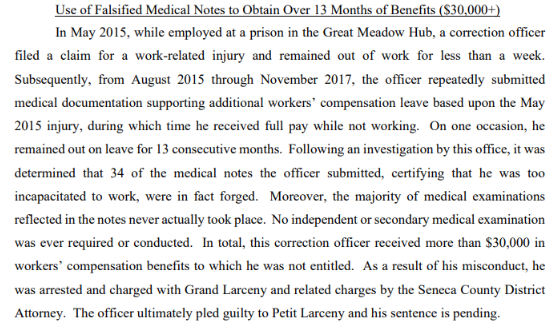 Use of Falsified Medical Notes to Obtain Over 13 Months of Benefits ($30,000+)
In May 2015, while employed at a prison in the Great Meadow Hub, a correction officer
filed a claim for a work-related injury and remained out of work for less than a week.
Subsequently, from August 2015 through November 2017, the officer repeatedly submitted
medical documentation supporting additional workers’ compensation leave based upon the May
2015 injury, during which time he received full pay while not working. On one occasion, he
remained out on leave for 13 consecutive months. Following an investigation by this office, it was
determined that 34 of the medical notes the officer submitted, certifying that he was too
incapacitated to work, were in fact forged. Moreover, the majority of medical examinations
reflected in the notes never actually took place. No independent or secondary medical examination
was ever required or conducted. In total, this correction officer received more than $30,000 in
workers’ compensation benefits to which he was not entitled. As a result of his misconduct, he
was arrested and charged with Grand Larceny and related charges by the Seneca County District
Attorney. The officer ultimately pled guilty to Petit Larceny and his sentence is pending.